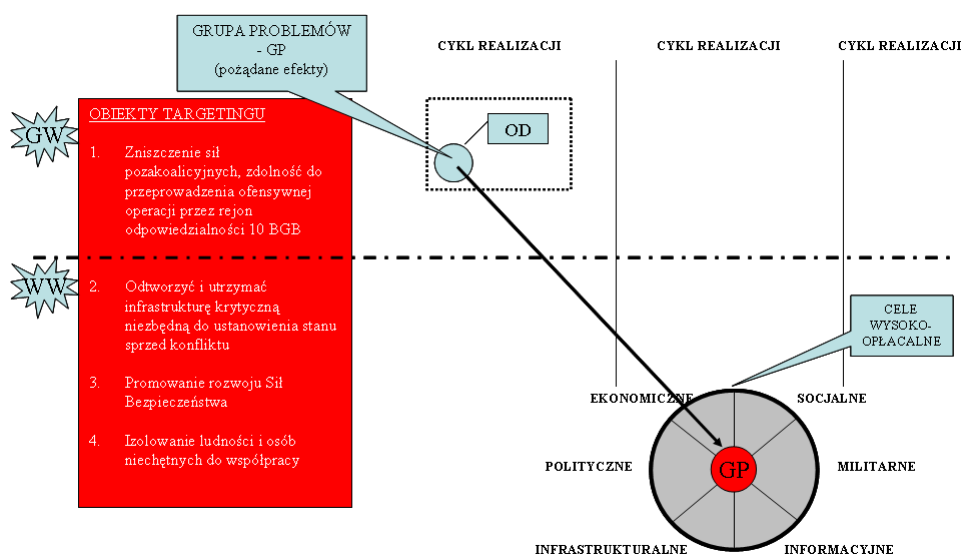 GRUPA PROBLEMÓW
- GP
(pożądane efekty)
CYKL REALIZACJI
CYKL REALIZACJI
CYKL REALIZACJI
GW
OBIEKTY TARGETINGU
1. Zniszczenie sił
pozakoalicyjnych, zdolność do
przeprowadzenia ofensywnej
operacji przez rejon
odpowiedzialności 10 BGB
OD
WW
2. Odtworzyć i utrzymać
infrastrukturę krytyczną
niezbędną do ustanowienia stanu
sprzed konfliktu
3. Promowanie rozwoju Sił
Bezpieczeństwa
4. Izolowanie ludności i osób
niechętnych do współpracy
CELE
WYSOKO-
OPŁACALNE
EKONOMICZNE
SOCJALNE
POLITYCZNE
GP
MILITARNE
INFRASTRUKTURALNE
INFORMACYJNE